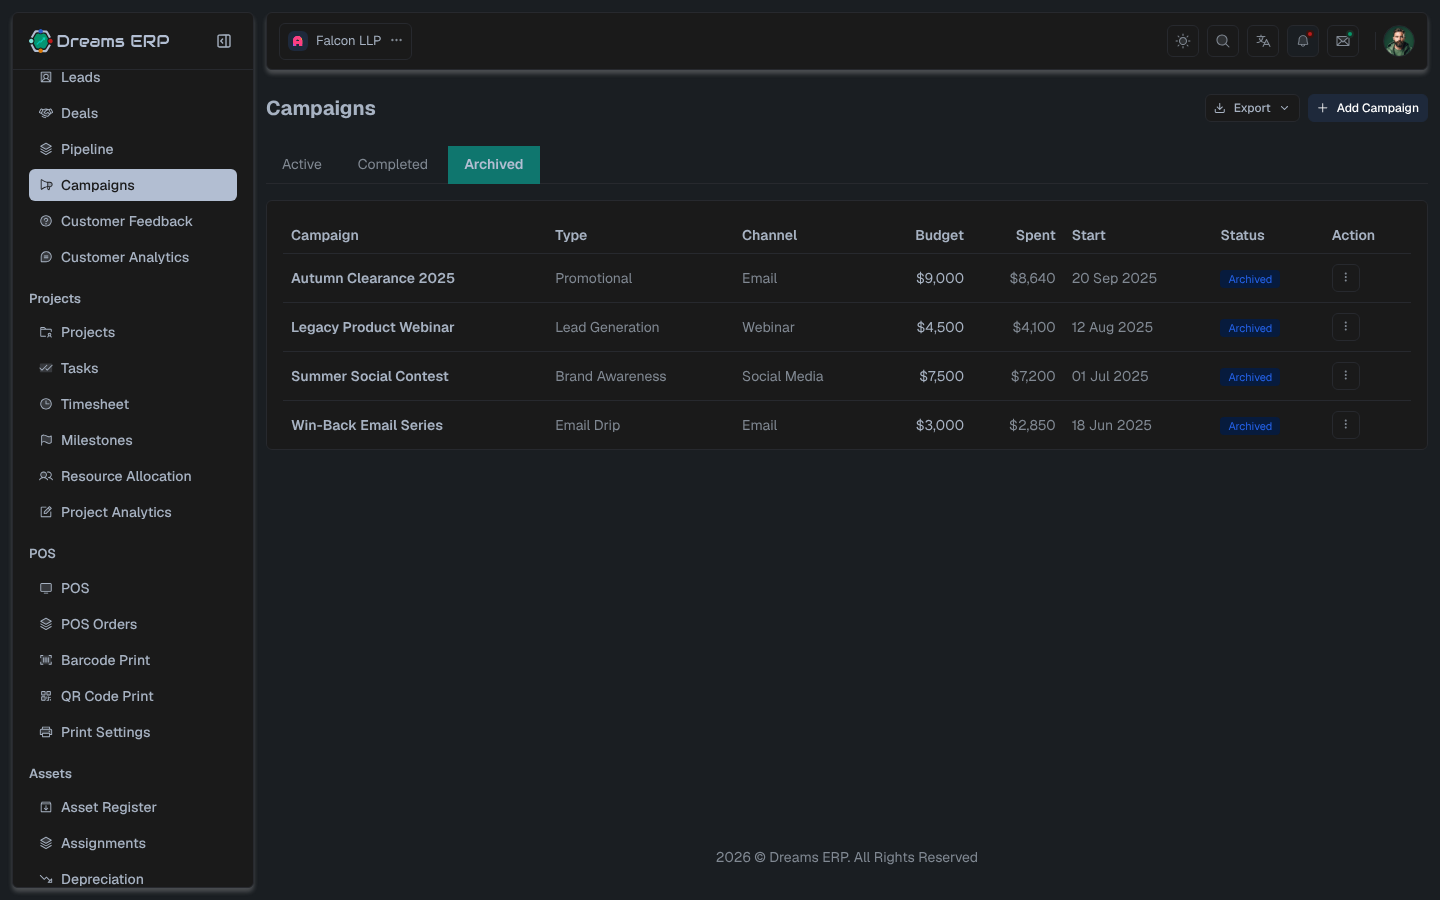 Dreams ERP
Leads
Deals
Pipeline
Campaigns
Customer Feedback
Customer Analytics
Projects
Projects
Tasks
Timesheet
Milestones
Resource Allocation
Project Analytics
POS
POS
POS Orders
Barcode Print
QR Code Print
Print Settings
Assets
Asset Register
Assignments
Depreciation
Falcon LLP
Campaigns
Export
Add Campaign
Active Completed Archived
Campaign Type Channel Budget Spent Start Status Action
Autumn Clearance 2025 Promotional Email $9,000 $8,640 20 Sep 2025 Archived
Legacy Product Webinar Lead Generation Webinar $4,500 $4,100 12 Aug 2025 Archived
Summer Social Contest Brand Awareness Social Media $7,500 $7,200 01 Jul 2025 Archived
Win-Back Email Series Email Drip Email $3,000 $2,850 18 Jun 2025 Archived
2026 © Dreams ERP. All Rights Reserved